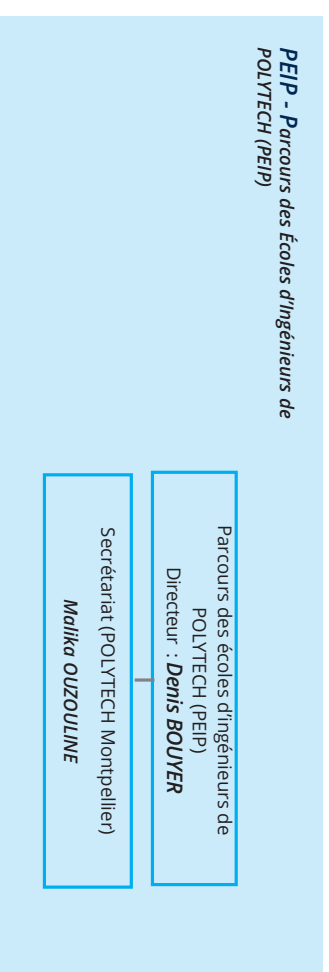 PEIP - Parcours des Écoles d'Ingénieurs de
POLYTECH (PEIP)
Parcours des écoles d'ingénieurs de
POLYTECH (PEIP)
Directeur : Denis BOUYER
Secrétariat (POLYTECH Montpellier)
Malika OUZOULINE